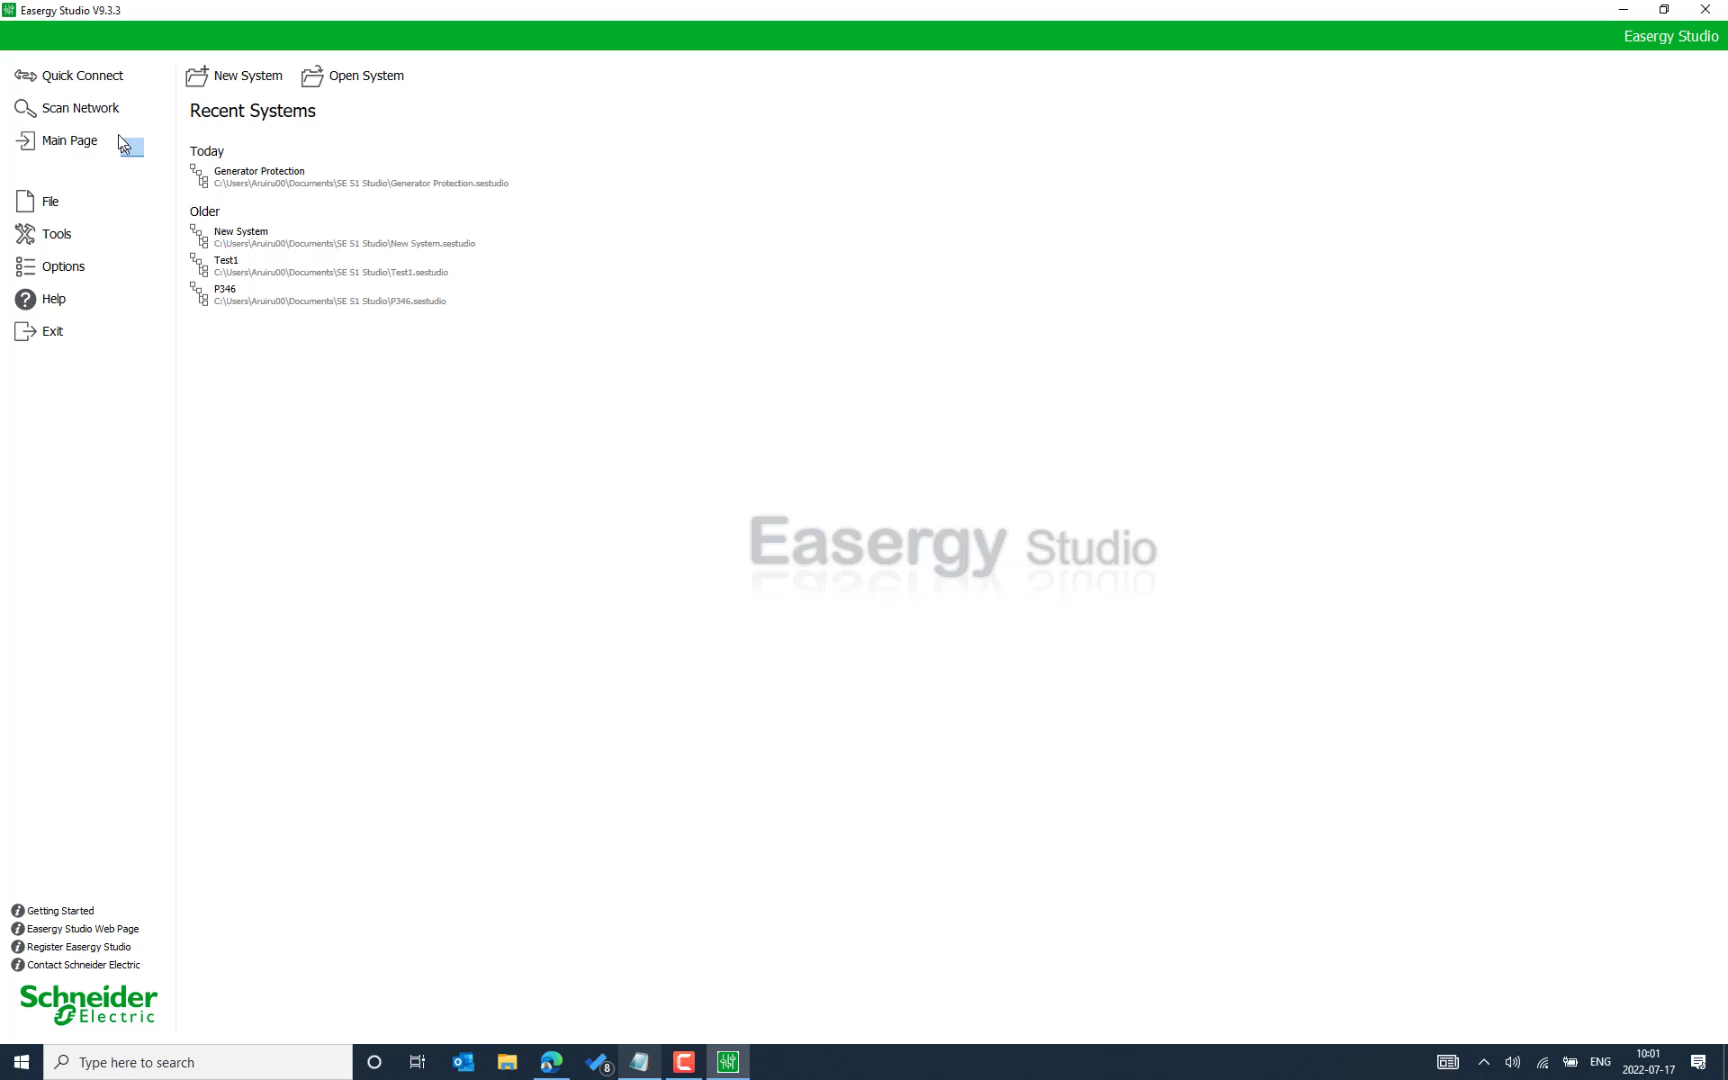 Easergy Studio V9.3.3
Easergy Studio
Quick Connect
Scan Network
Main Page
File
Tools
Options
Help
Exit
New System
Open System
Recent Systems
Today
Generator Protection
C:\Users\Aruiru00\Documents\SE S1 Studio\Generator Protection.sestudio
Older
New System
C:\Users\Aruiru00\Documents\SE S1 Studio\New System.sestudio
Test1
C:\Users\Aruiru00\Documents\SE S1 Studio\Test1.sestudio
P346
C:\Users\Aruiru00\Documents\SE S1 Studio\P346.sestudio
Easergy Studio
Getting Started
Easergy Studio Web Page
Register Easergy Studio
Contact Schneider Electric
Schneider
Electric
Type here to search
8
ENG
10:01
2022-07-17